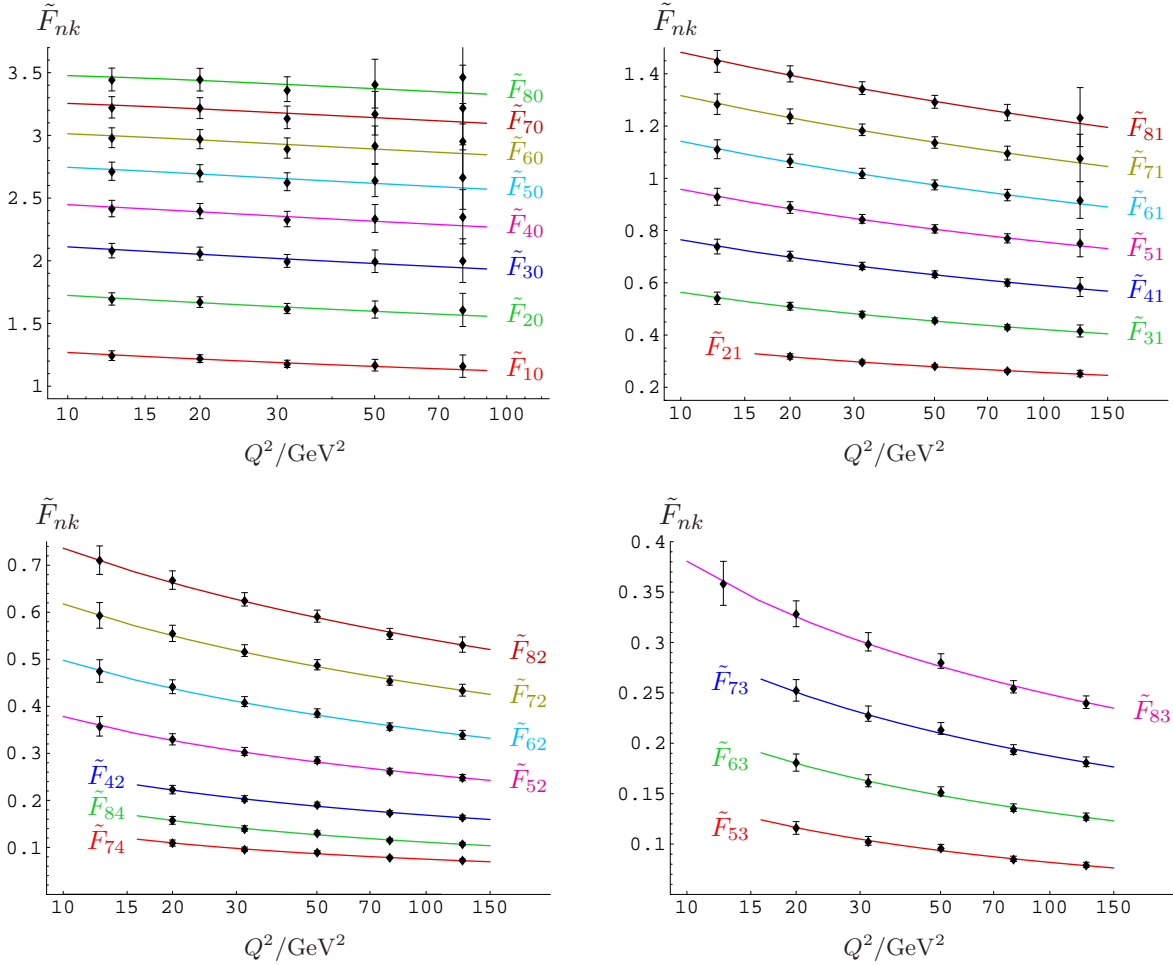 F̃nk
3.5
3
2.5
2
1.5
1
F̃80
F̃70
F̃60
F̃50
F̃40
F̃30
F̃20
F̃10
10 15 20 30 50 70 100
Q²/GeV²
F̃nk
1.4
1.2
1
0.8
0.6
0.4
0.2
F̃81
F̃71
F̃61
F̃51
F̃41
F̃31
F̃21
10 15 20 30 50 70 100 150
Q²/GeV²
F̃nk
0.7
0.6
0.5
0.4
0.3
0.2
0.1
F̃82
F̃72
F̃62
F̃52
F̃42
F̃84
F̃74
10 15 20 30 50 70 100 150
Q²/GeV²
F̃nk
0.4
0.35
0.3
0.25
0.2
0.15
0.1
F̃83
F̃73
F̃63
F̃53
10 15 20 30 50 70 100 150
Q²/GeV²